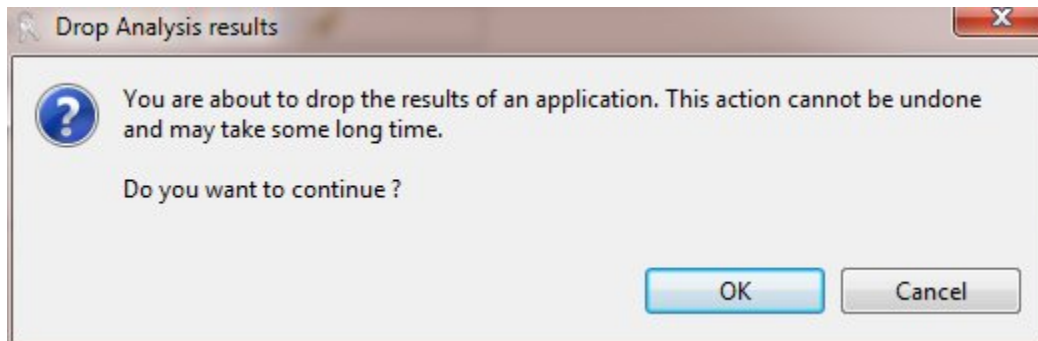 Drop Analysis results
You are about to drop the results of an application. This action cannot be undone
and may take some long time.
Do you want to continue ?
OK Cancel